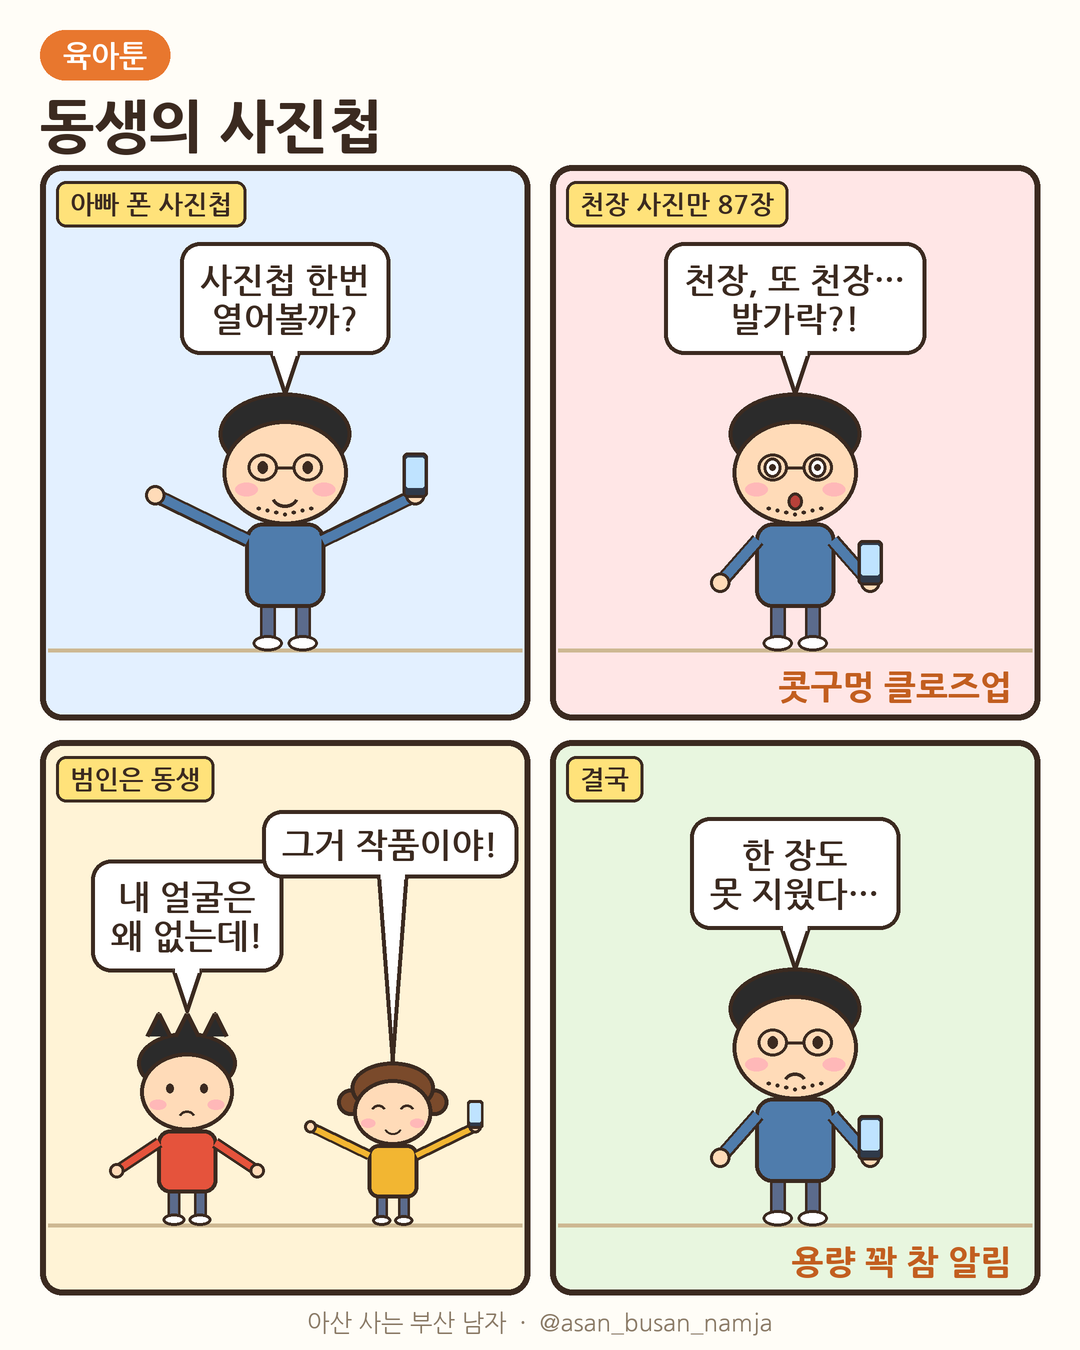 육아툰
동생의 사진첩
아빠 폰 사진첩
사진첩 한번
열어볼까?
천장 사진만 87장
천장, 또 천장…
발가락?!
콧구멍 클로즈업
범인은 동생
그거 작품이야!
내 얼굴은
왜 없는데!
결국
한 장도
못 지웠다…
용량 꽉 참 알림
아산 사는 부산 남자 · @asan_busan_namja